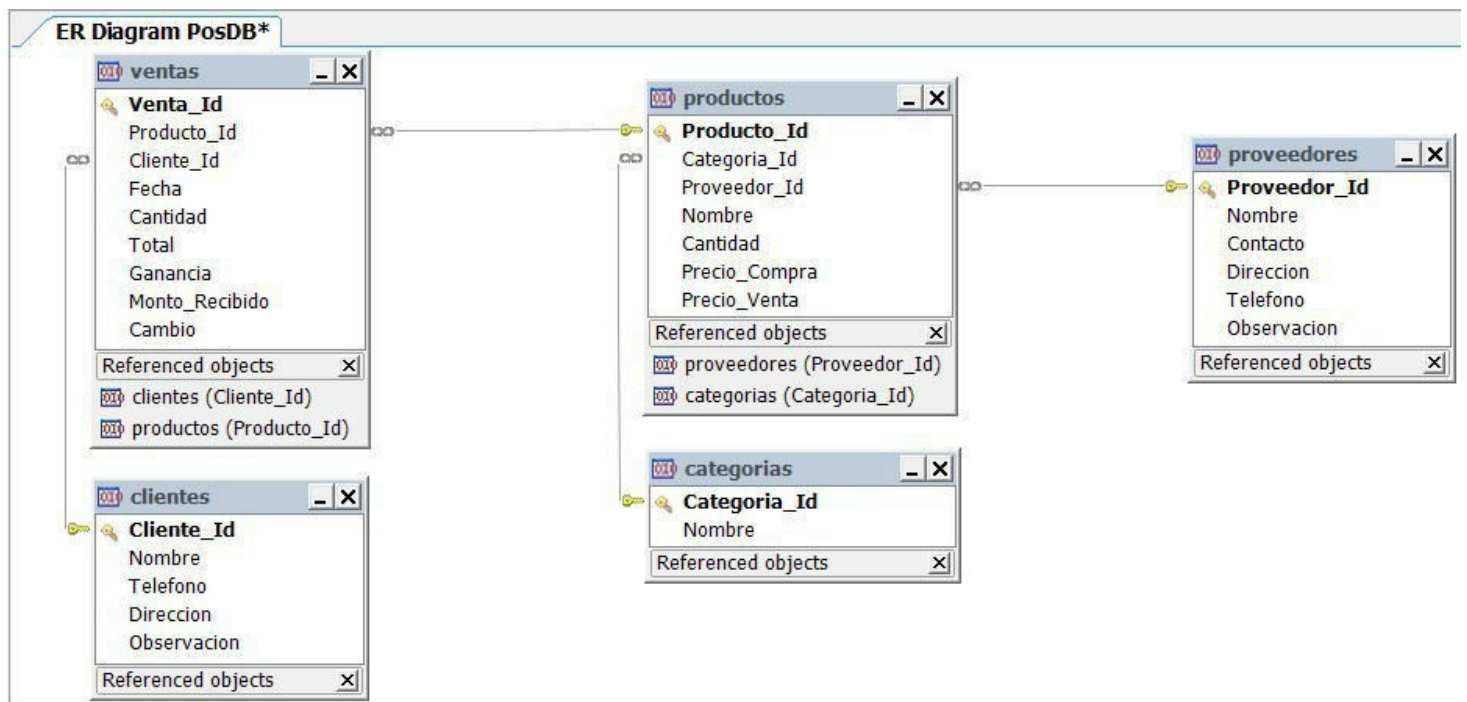 ER Diagram PosDB*
ventas
Venta_Id
Producto_Id
Cliente_Id
Fecha
Cantidad
Total
Ganancia
Monto_Recibido
Cambio
Referenced objects
clientes (Cliente_Id)
productos (Producto_Id)
clientes
Cliente_Id
Nombre
Telefono
Direccion
Observacion
Referenced objects
productos
Producto_Id
Categoria_Id
Proveedor_Id
Nombre
Cantidad
Precio_Compra
Precio_Venta
Referenced objects
proveedores (Proveedor_Id)
categorias (Categoria_Id)
categorias
Categoria_Id
Nombre
Referenced objects
proveedores
Proveedor_Id
Nombre
Contacto
Direccion
Telefono
Observacion
Referenced objects